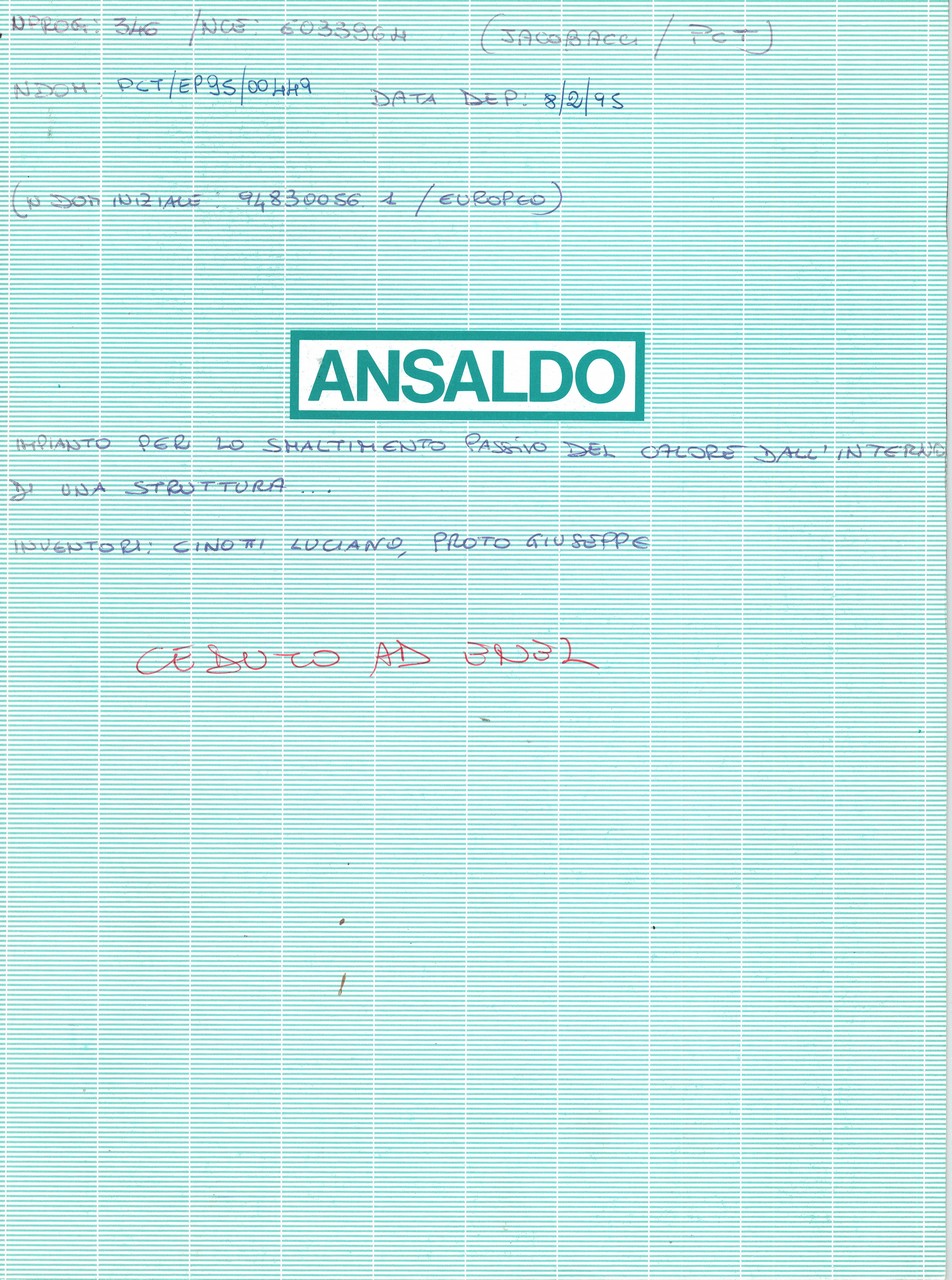 NPROG: 346 /NCE: 6033964 (JACOBACCI / PCT)
NDOM PCT/EP95/00449 DATA DEP: 8/2/95
(N DOM INIZIALE: 94830056 1 / EUROPEO)
ANSALDO
IMPIANTO PER LO SMALTIMENTO PASSIVO DEL CALORE DALL'INTERNO
DI UNA STRUTTURA ...
INVENTORI: CINOTTI LUCIANO, PROTO GIUSEPPE
CEDUTO AD ENEL